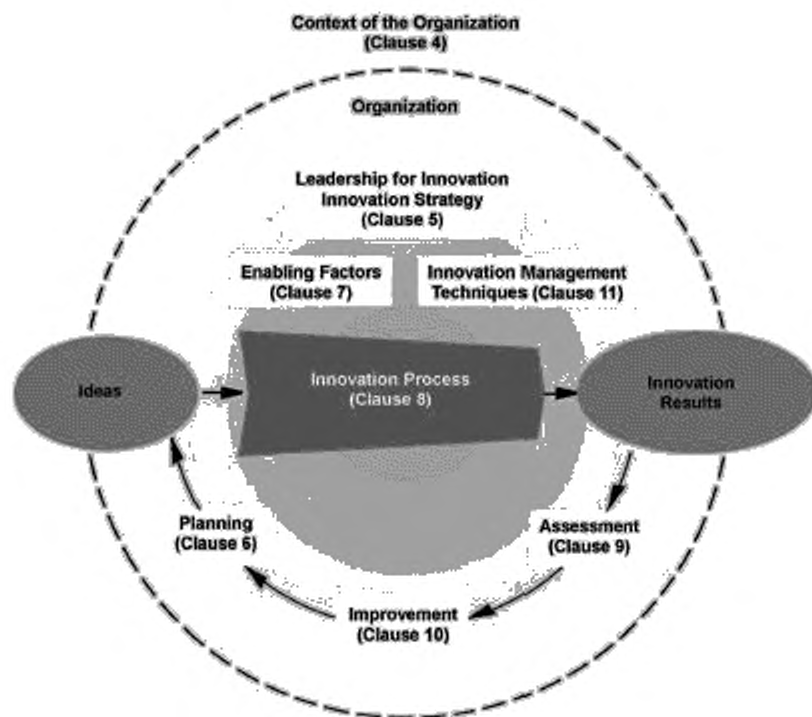 Context of the Organization
(Clause 4)
Organization
Leadership for Innovation
Innovation Strategy
(Clause 5)
Enabling Factors
(Clause 7)
Innovation Management
Techniques (Clause 11)
Ideas
Innovation Process
(Clause 8)
Innovation
Results
Planning
(Clause 6)
Assessment
(Clause 9)
Improvement
(Clause 10)